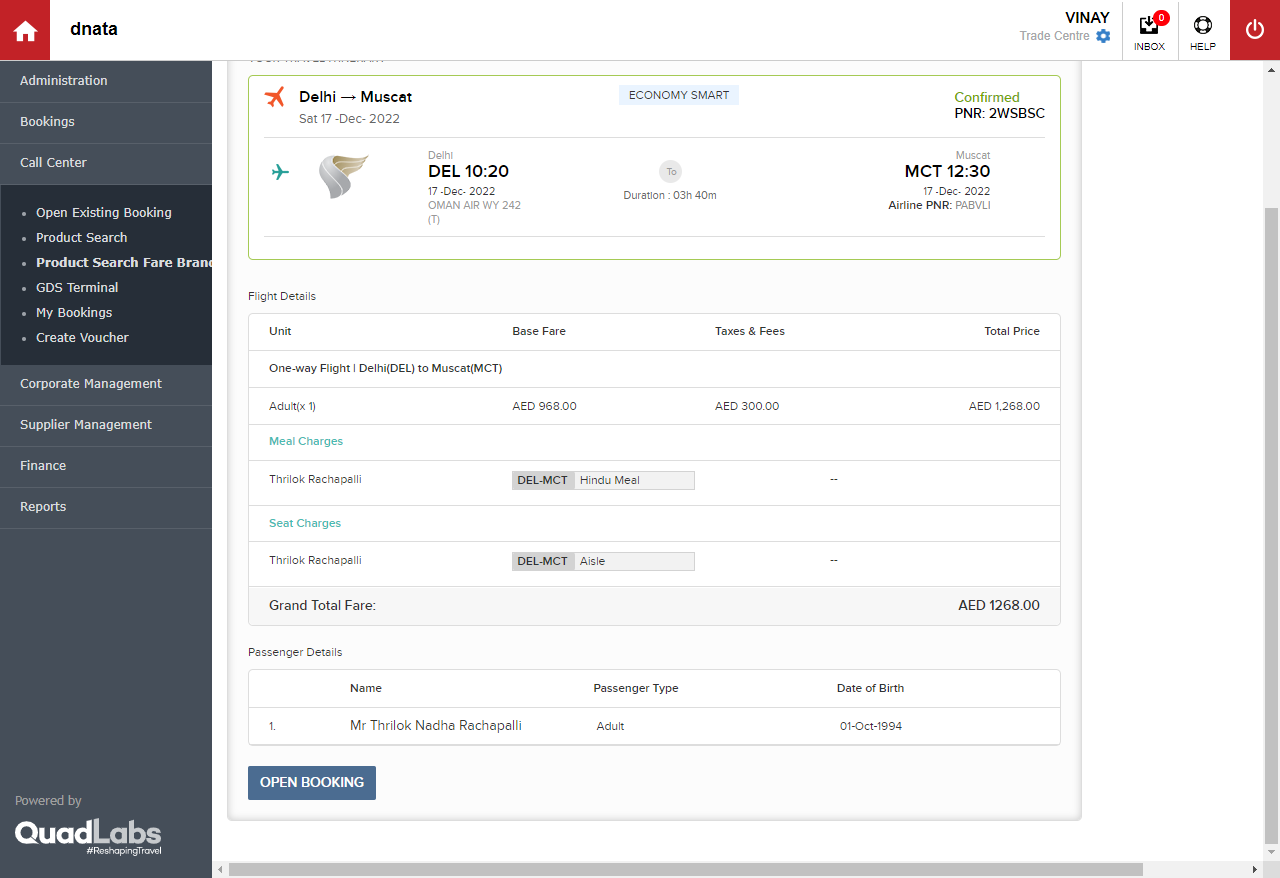 dnata
VINAY
Trade Centre
0
INBOX
HELP
Administration
Bookings
Call Center
Open Existing Booking
Product Search
Product Search Fare Brand
GDS Terminal
My Bookings
Create Voucher
Corporate Management
Supplier Management
Finance
Reports
Powered by
QuadLabs
#ReshapingTravel
YOUR TRAVEL ITINERARY
Delhi → Muscat
ECONOMY SMART
Confirmed
Sat 17 -Dec- 2022
PNR: 2WSBSC
Delhi
DEL 10:20
17 -Dec- 2022
OMAN AIR WY 242
(T)
To
Duration : 03h 40m
Muscat
MCT 12:30
17 -Dec- 2022
Airline PNR: PABVLI
Flight Details
Unit Base Fare Taxes & Fees Total Price
One-way Flight | Delhi(DEL) to Muscat(MCT)
Adult(x 1) AED 968.00 AED 300.00 AED 1,268.00
Meal Charges
Thrilok Rachapalli DEL-MCT Hindu Meal --
Seat Charges
Thrilok Rachapalli DEL-MCT Aisle --
Grand Total Fare: AED 1268.00
Passenger Details
Name Passenger Type Date of Birth
1. Mr Thrilok Nadha Rachapalli Adult 01-Oct-1994
OPEN BOOKING